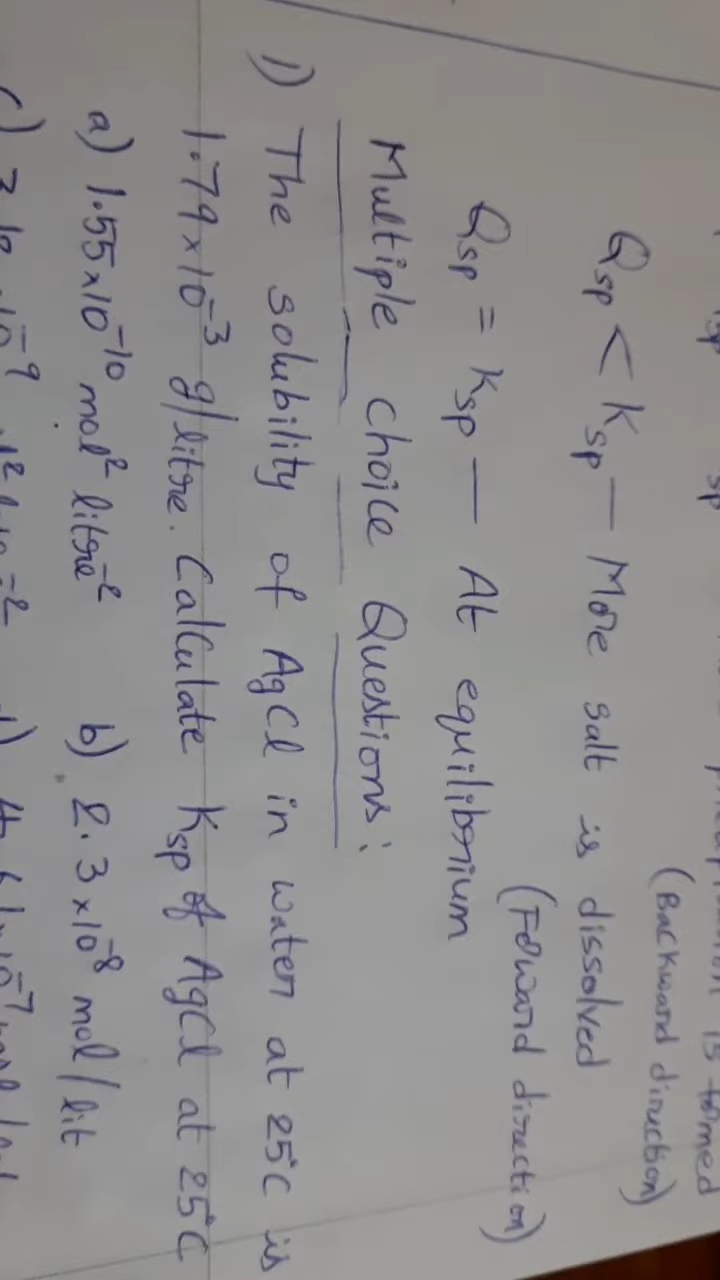 (Backward direction)
Qsp < Ksp — More salt is dissolved
(Forward direction)
Qsp = Ksp — At equilibrium
Multiple choice Questions:
1) The solubility of AgCl in water at 25°C is
1.79×10⁻³ g/litre. Calculate Ksp of AgCl at 25°C
a) 1.55×10⁻¹⁰ mol² litre⁻² b) 2.3×10⁻⁸ mol/lit